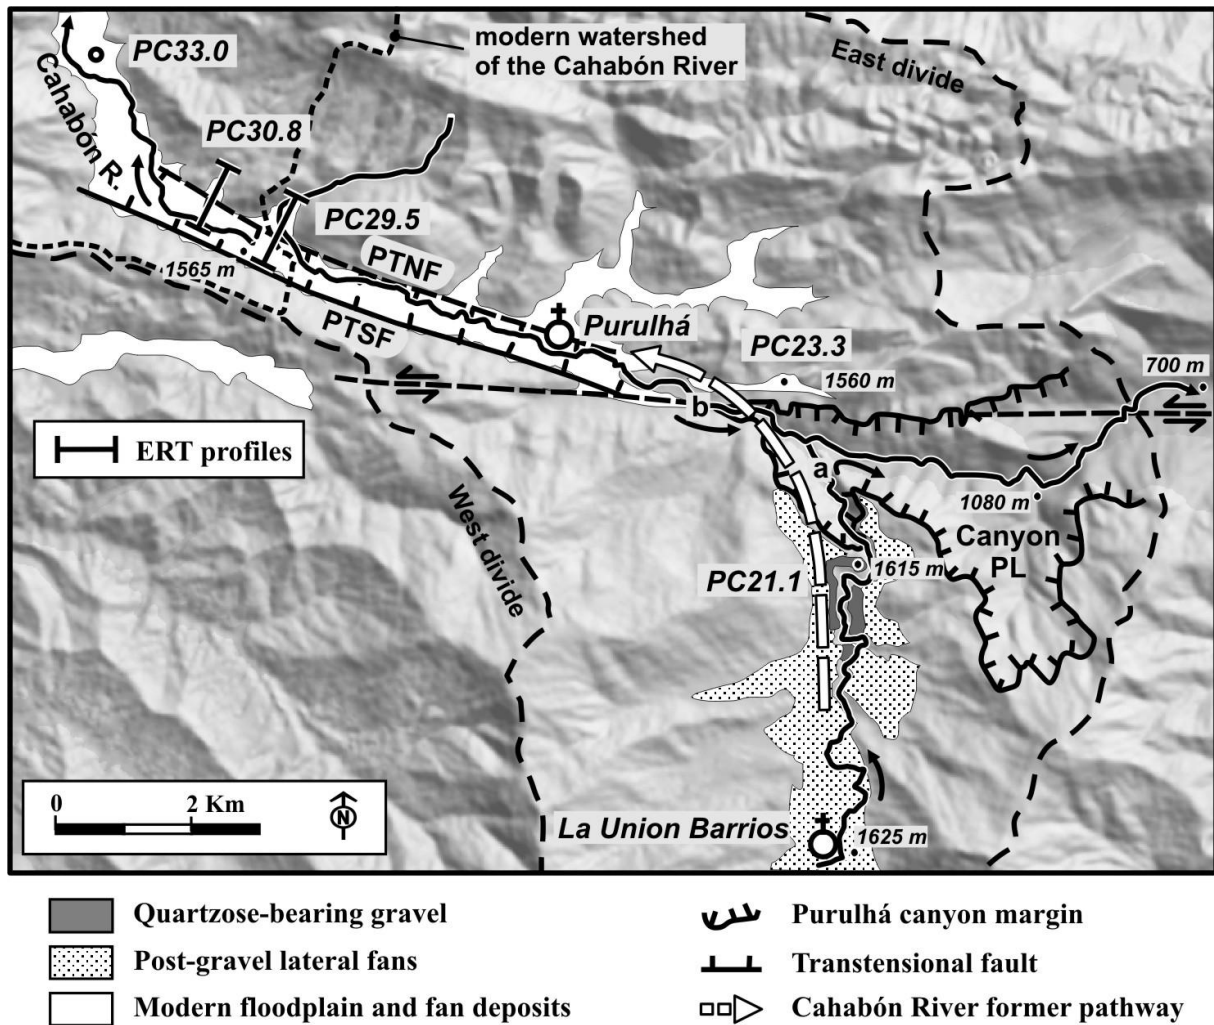 modern watershed
of the Cahabón River
East divide
PC33.0
Cahabón R.
PC30.8
PC29.5
1565 m
PTNF
PTSF
Purulhá
PC23.3
1560 m
700 m
b
a
ERT profiles
West divide
1080 m
Canyon
PL
PC21.1
1615 m
0 2 Km
N
La Union Barrios
1625 m
Quartzose-bearing gravel
Post-gravel lateral fans
Modern floodplain and fan deposits
Purulhá canyon margin
Transtensional fault
Cahabón River former pathway